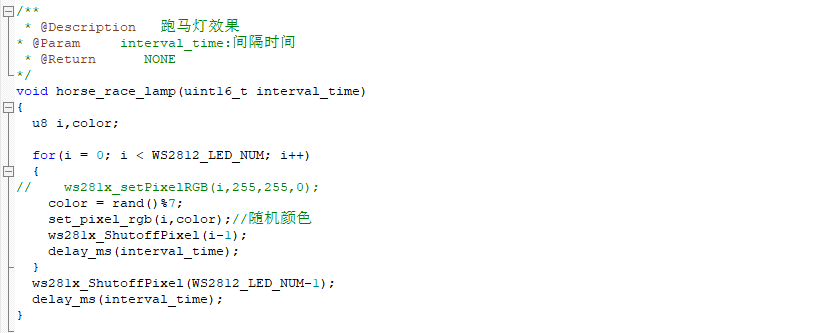 /**
 * @Description   跑马灯效果
* @Param     interval_time:间隔时间
 * @Return      NONE
*/
void horse_race_lamp(uint16_t interval_time)
{
  u8 i,color;

  for(i = 0; i < WS2812_LED_NUM; i++)
  {
//    ws281x_setPixelRGB(i,255,255,0);
    color = rand()%7;
    set_pixel_rgb(i,color);//随机颜色
    ws281x_ShutoffPixel(i-1);
    delay_ms(interval_time);
  }
  ws281x_ShutoffPixel(WS2812_LED_NUM-1);
  delay_ms(interval_time);
}